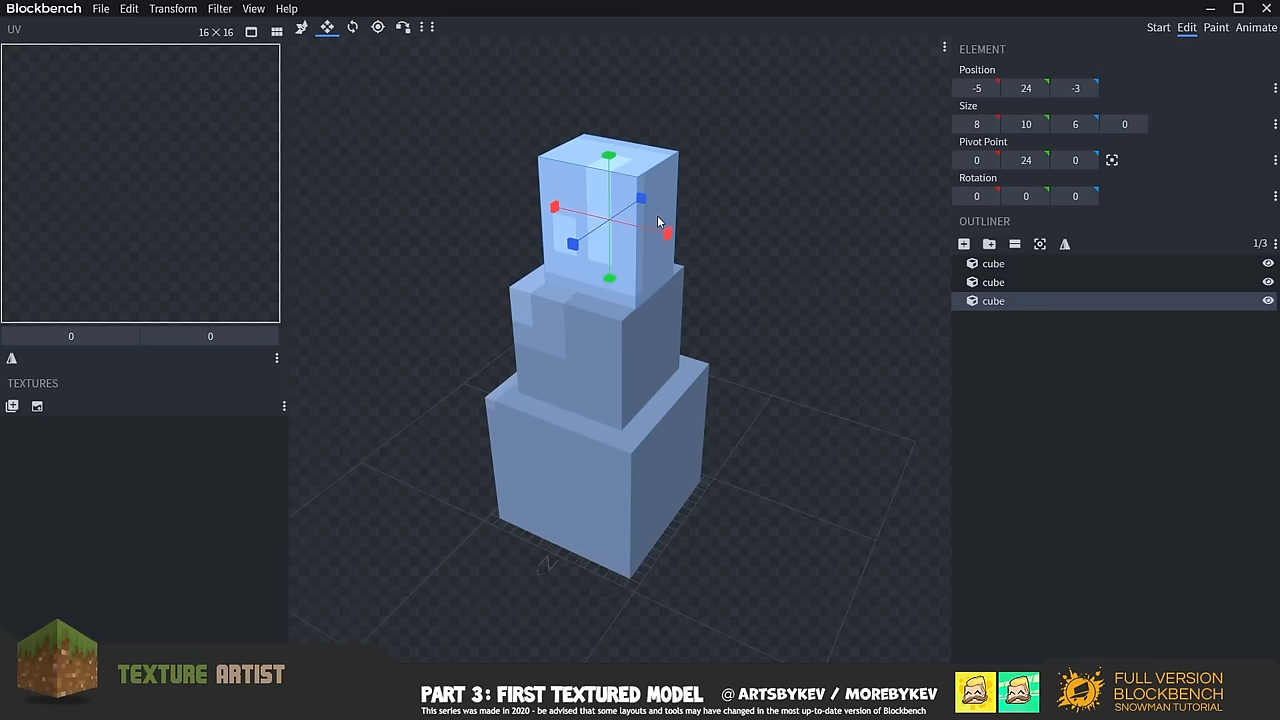 Blockbench File Edit Transform Filter View Help
UV
16 × 16
Start Edit Paint Animate
ELEMENT
Position
-5 24 -3
Size
8 10 6 0
Pivot Point
0 24 0
Rotation
0 0 0
OUTLINER
1/3
cube
cube
cube
0 0
TEXTURES
TEXTURE ARTIST
PART 3: FIRST TEXTURED MODEL @ARTSBYKEV / MOREBYKEV
This series was made in 2020 - be advised that some layouts and tools may have changed in the most up-to-date version of Blockbench
FULL VERSION
BLOCKBENCH
SNOWMAN TUTORIAL